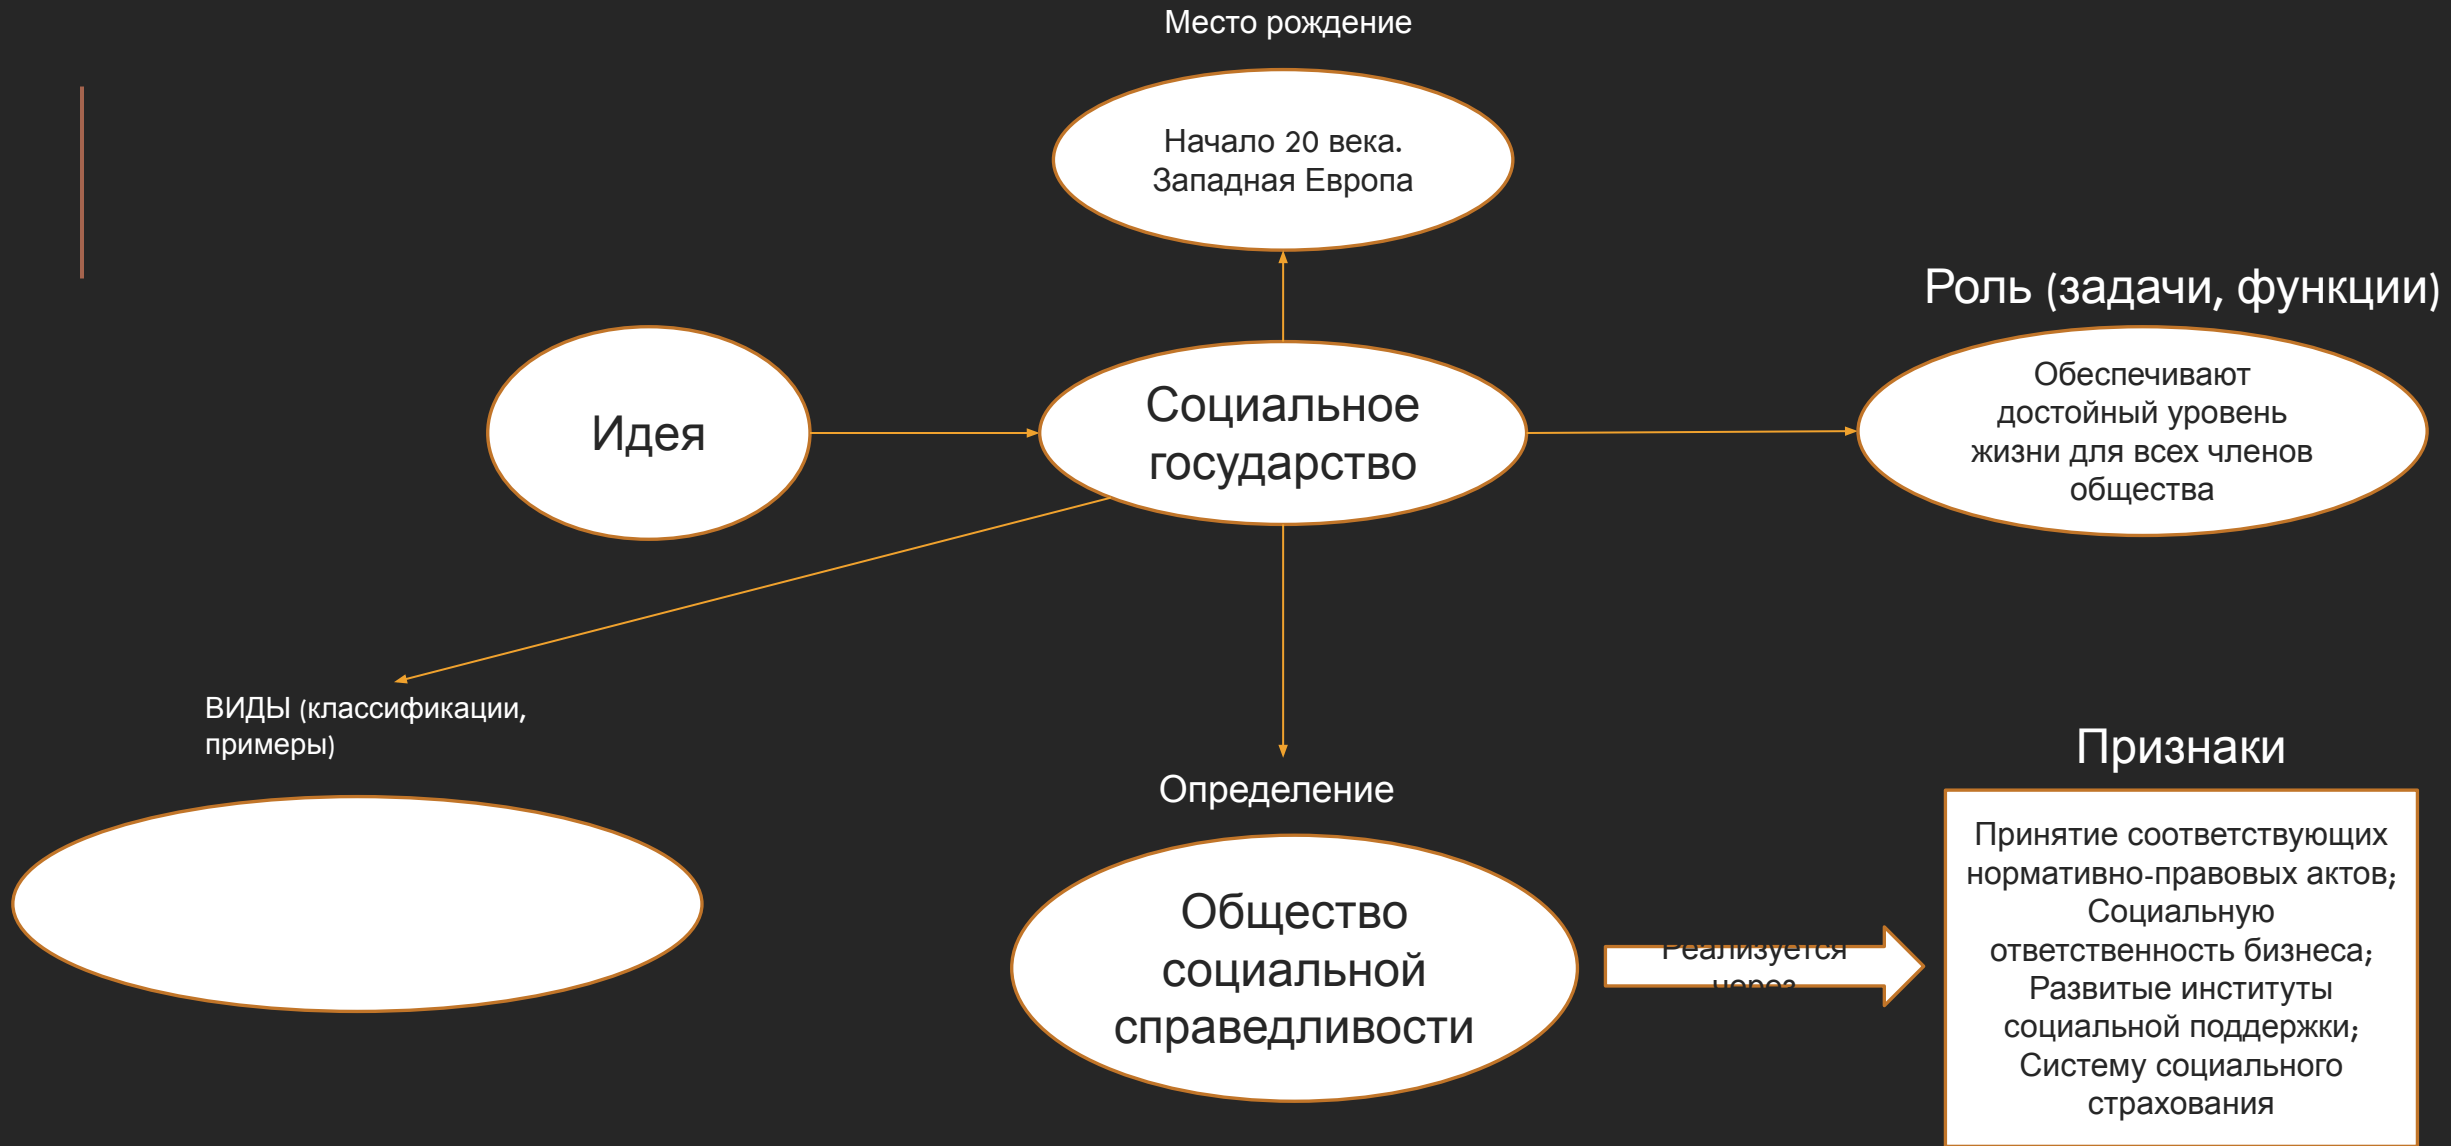 Место рождение
Начало 20 века.
Западная Европа
Роль (задачи, функции)
Идея
Социальное
государство
Обеспечивают
достойный уровень
жизни для всех членов
общества
ВИДЫ (классификации,
примеры)
Определение
Общество
социальной
справедливости
Реализуется
через
Признаки
Принятие соответствующих
нормативно-правовых актов;
Социальную
ответственность бизнеса;
Развитые институты
социальной поддержки;
Систему социального
страхования